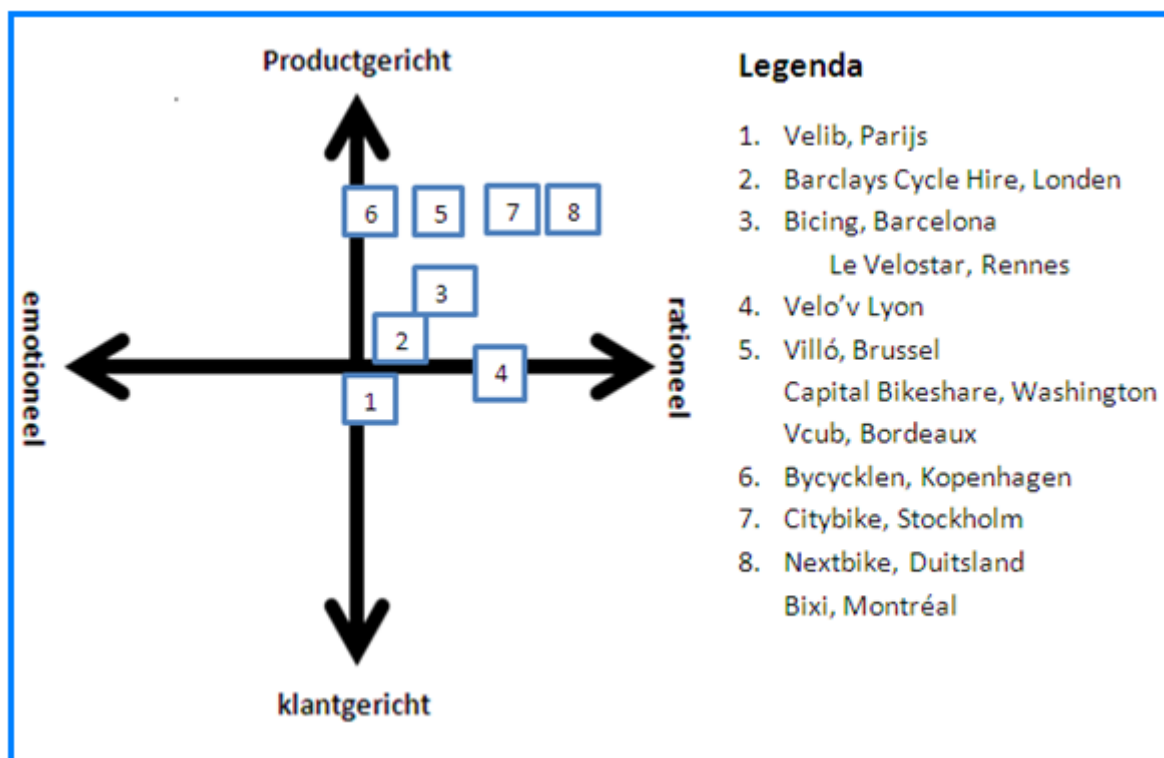 Productgericht
emotioneel
rationeel
6
5
7
8
3
2
4
1
klantgericht
Legenda
1. Velib, Parijs
2. Barclays Cycle Hire, Londen
3. Bicing, Barcelona
Le Velostar, Rennes
4. Velo’v Lyon
5. Villó, Brussel
Capital Bikeshare, Washington
Vcub, Bordeaux
6. Bycycklen, Kopenhagen
7. Citybike, Stockholm
8. Nextbike, Duitsland
Bixi, Montréal